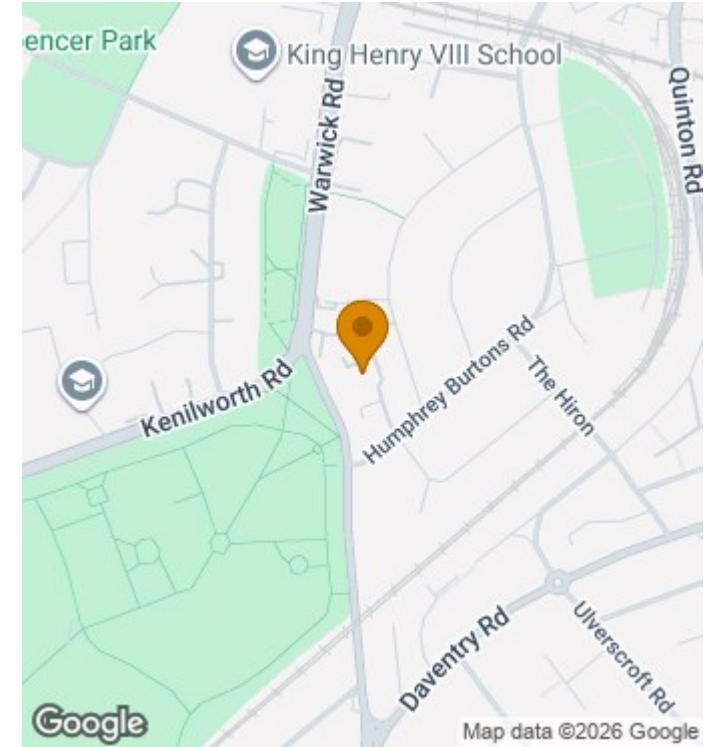 encer Park
King Henry VIII School
Warwick Rd
Quinton Rd
Kenilworth Rd
Humphrey Burtons Rd
The Hiron
Daventry Rd
Ulverscroft Rd
Google
Map data ©2026 Google